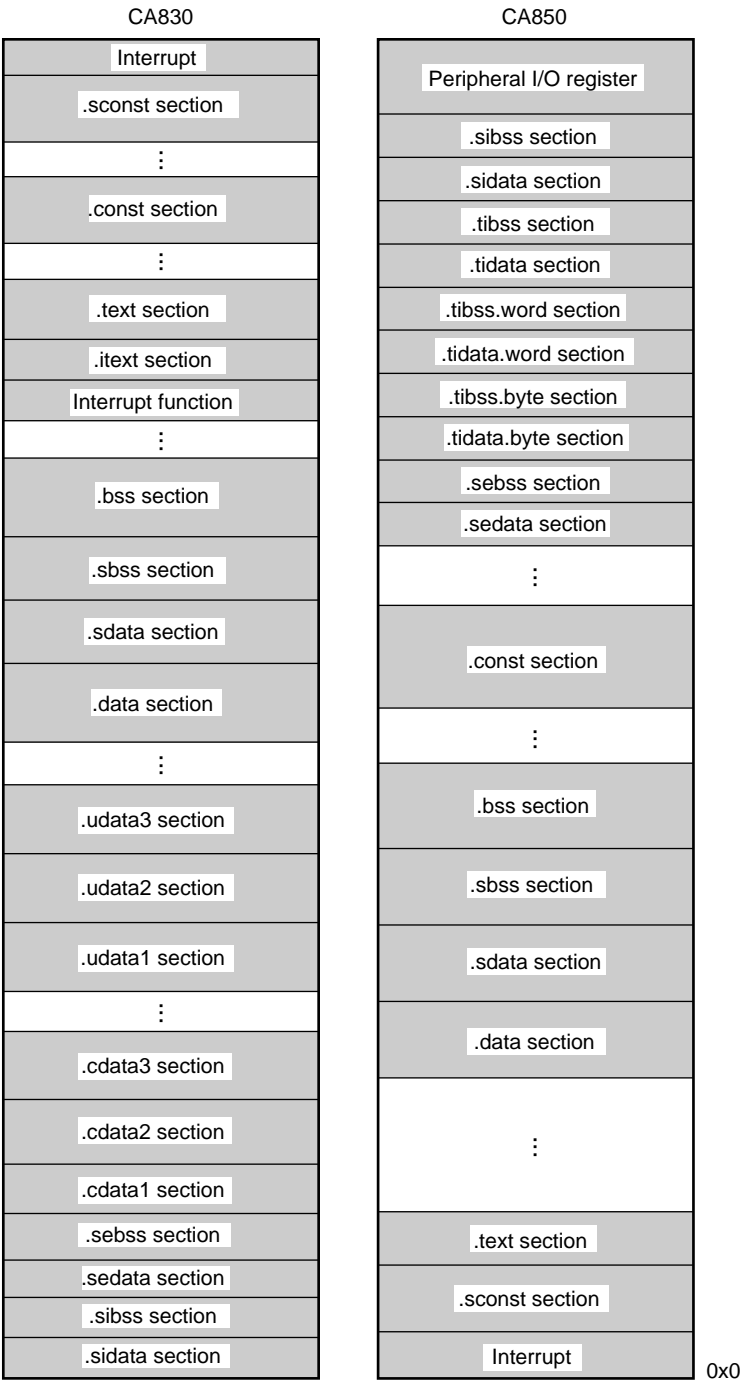 CA830
Interrupt
.sconst section
⋮
.const section
⋮
.text section
.itext section
Interrupt function
⋮
.bss section
.sbss section
.sdata section
.data section
⋮
.udata3 section
.udata2 section
.udata1 section
⋮
.cdata3 section
.cdata2 section
.cdata1 section
.sebss section
.sedata section
.sibss section
.sidata section
CA850
Peripheral I/O register
.sibss section
.sidata section
.tibss section
.tidata section
.tibss.word section
.tidata.word section
.tibss.byte section
.tidata.byte section
.sebss section
.sedata section
⋮
.const section
⋮
.bss section
.sbss section
.sdata section
.data section
⋮
.text section
.sconst section
Interrupt
0x0